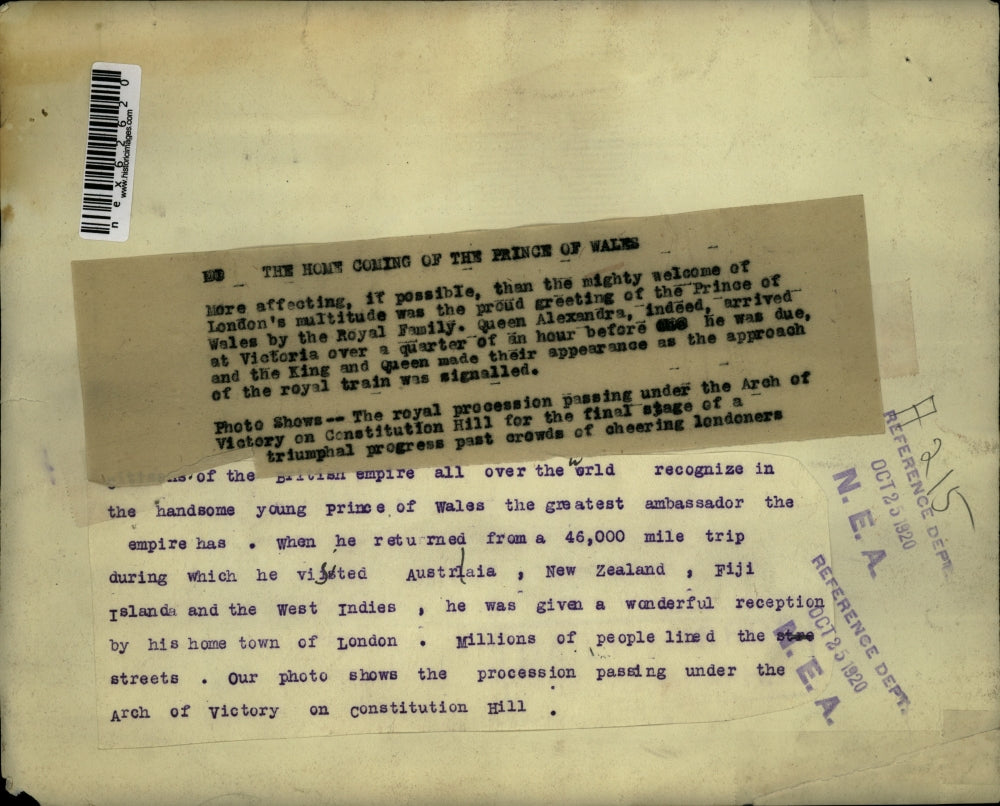 nex62620
www.historicimages.com
THE HOME COMING OF THE PRINCE OF WALES
More affecting, if possible, than the mighty welcome of
London's multitude was the proud greeting of the Prince of
Wales by the Royal Family. Queen Alexandra, indeed, arrived
at Victoria over a quarter of an hour before he was due,
and the King and Queen made their appearance as the approach
of the royal train was signalled.
Photo Shows-- The royal procession passing under the Arch of
Victory on Constitution Hill for the final stage of a
triumphal progress past crowds of cheering londoners
of the British empire all over the world recognize in
the handsome young prince of Wales the greatest ambassador the
empire has . When he returned from a 46,000 mile trip
during which he visited Australia , New Zealand , Fiji
Islands and the West Indies , he was given a wonderful reception
by his home town of London . Millions of people lined the stre
streets . Our photo shows the procession passing under the
Arch of Victory on Constitution Hill .
REFERENCE DEPT.
OCT 25 1920
N. E. A.
REFERENCE DEPT.
OCT 25 1920
N. E. A.